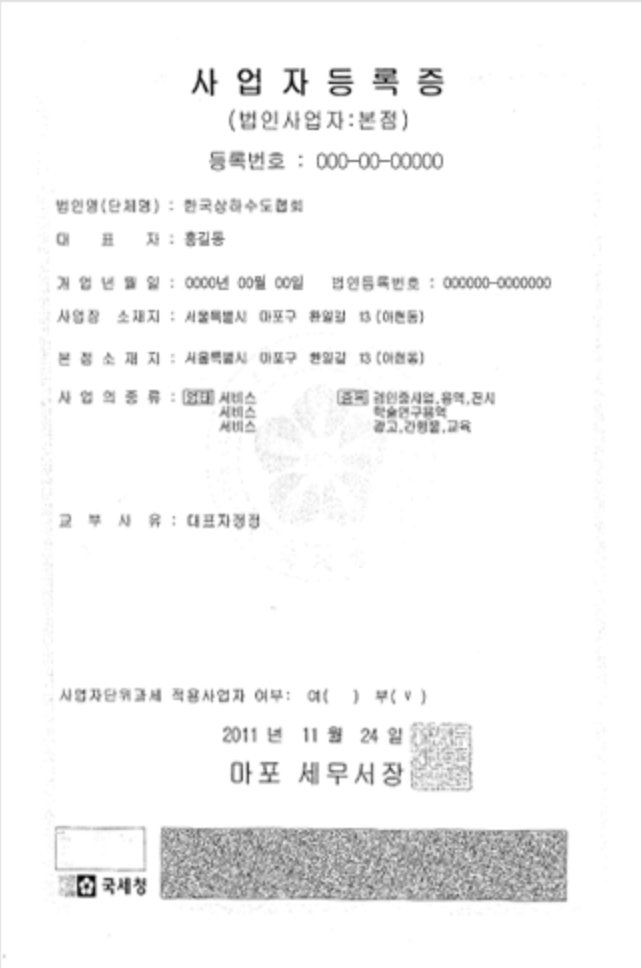 사업자등록증
(법인사업자:본점)
등록번호 : 000-00-00000
법인명(단체명) : 한국상하수도협회
대 표 자 : 홍길동
개 업 년 월 일 : 0000년 00월 00일 법인등록번호 : 000000-0000000
사업장 소재지 : 서울특별시 마포구 환일길 13 (아현동)
본 점 소 재 지 : 서울특별시 마포구 환일길 13 (아현동)
사 업 의 종 류 : 업태 서비스 종목 검인증사업,용역,전시
서비스 학술연구용역
서비스 광고,간행물,교육
교 부 사 유 : 대표자정정
사업자단위과세 적용사업자 여부: 여( ) 부( v )
2011 년 11 월 24 일
마포 세무서장
국세청